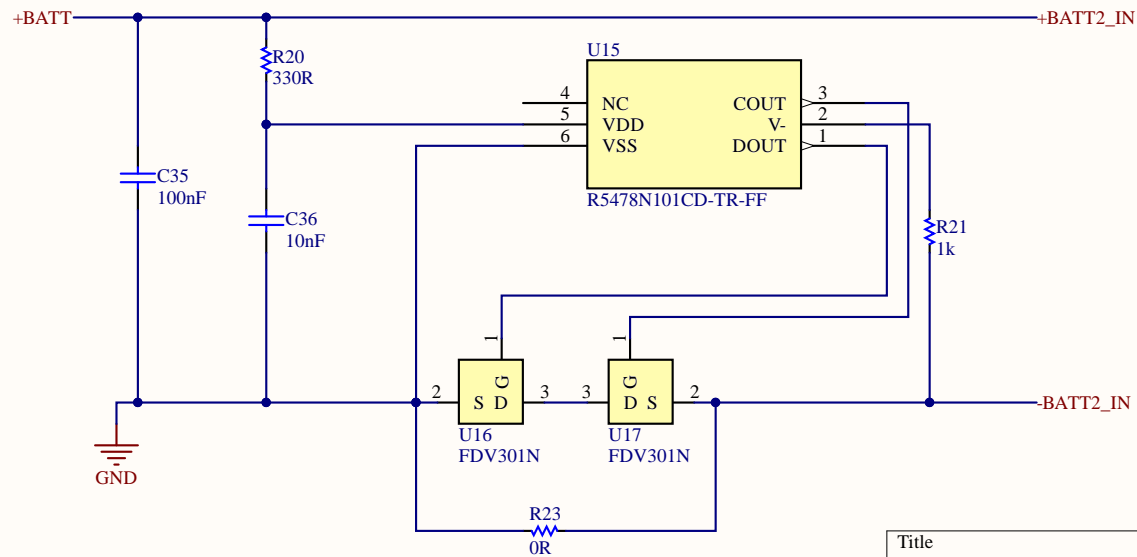 +BATT
+BATT2_IN
R20
330R
U15
4
NC
COUT
3
5
VDD
V-
2
6
VSS
DOUT
1
R5478N101CD-TR-FF
C35
100nF
C36
10nF
R21
1k
1
1
2
G
S D
3
3
G
D S
2
-BATT2_IN
U16
FDV301N
U17
FDV301N
GND
R23
0R
Title